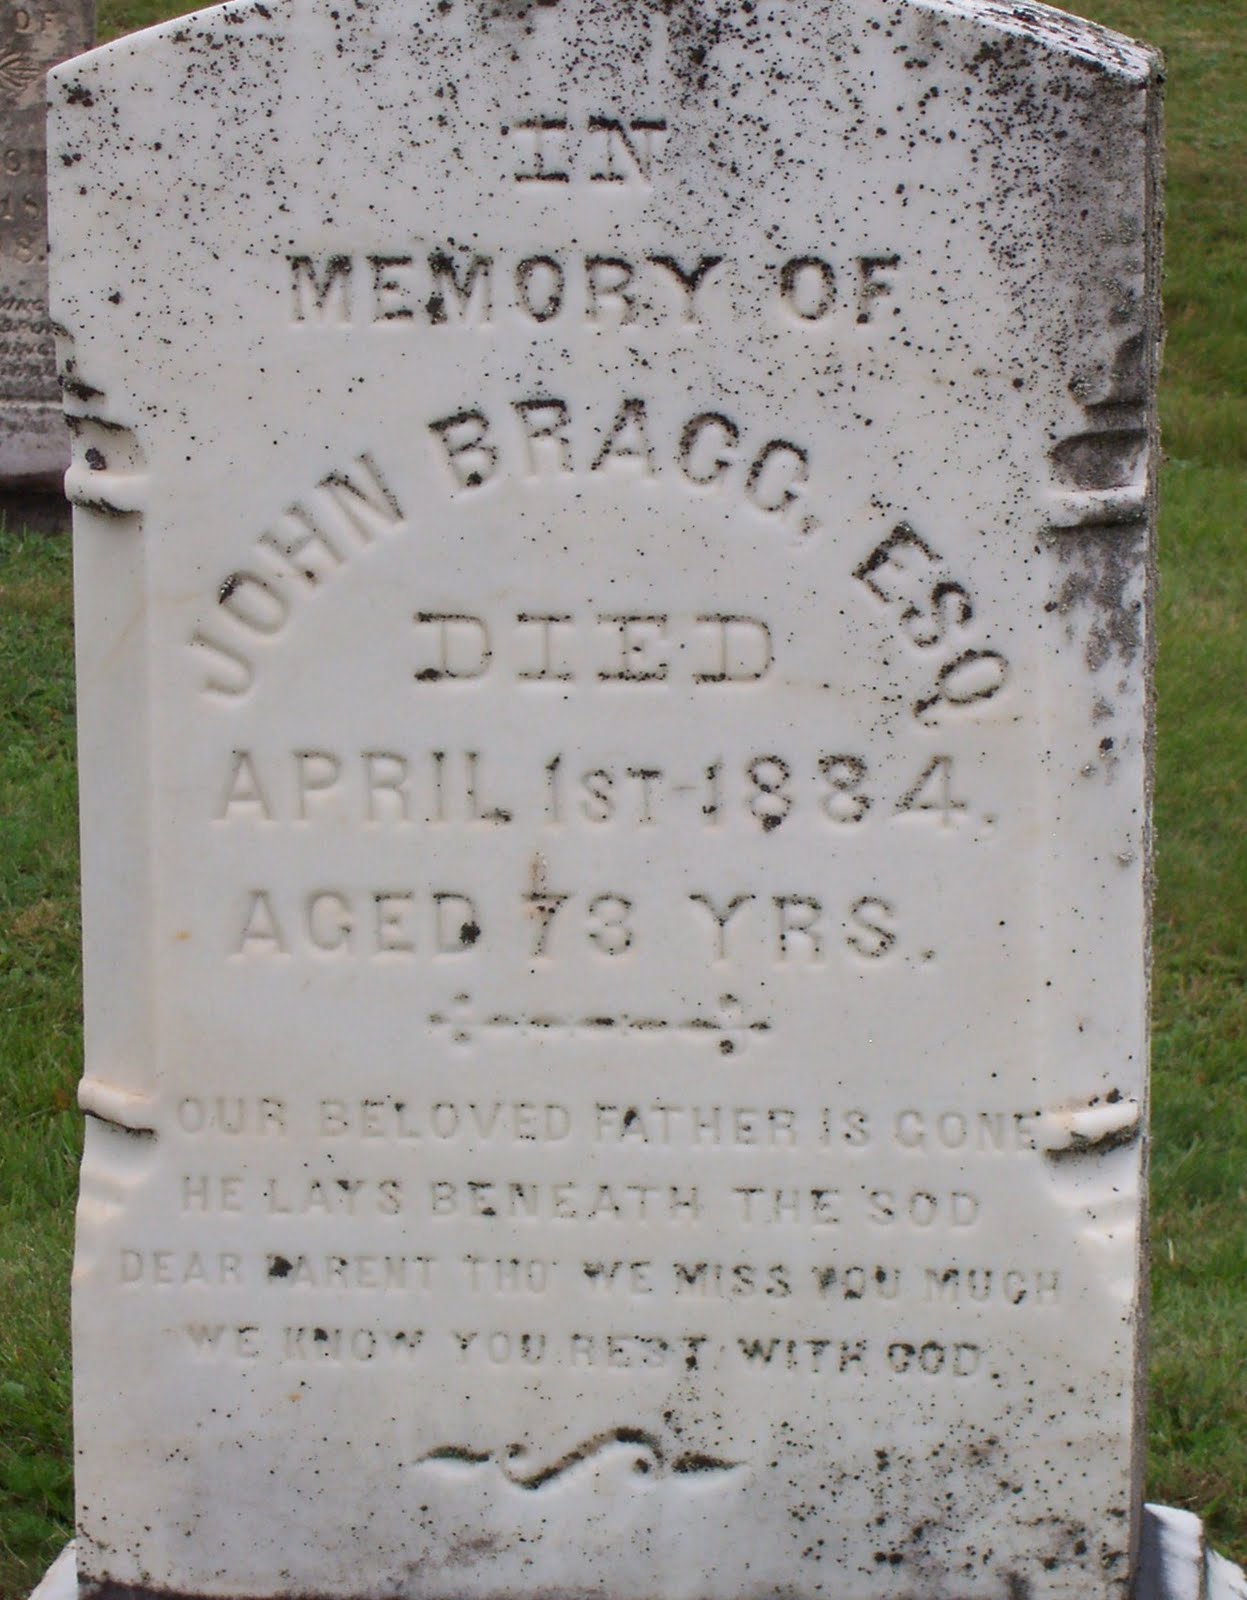 IN
MEMORY OF
JOHN BRAGG, ESQ
DIED
APRIL 1ST-1884.
AGED 73 YRS.
OUR BELOVED FATHER IS GONE
HE LAYS BENEATH THE SOD
DEAR PARENT THO' WE MISS YOU MUCH
WE KNOW YOU REST WITH GOD.
OF